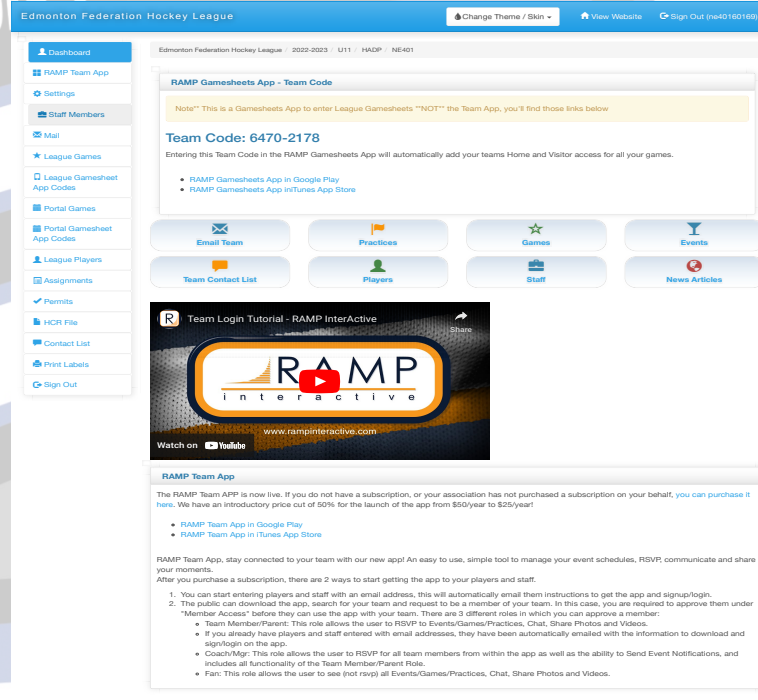 Edmonton Federation Hockey League
Change Theme / Skin
View Website
Sign Out (ne40160169)
Dashboard
RAMP Team App
Settings
Staff Members
Mail
League Games
League Gamesheet
App Codes
Portal Games
Portal Gamesheet
App Codes
League Players
Assignments
Permits
HCR File
Contact List
Print Labels
Sign Out
Edmonton Federation Hockey League / 2022-2023 / U11 / HADP / NE401
RAMP Gamesheets App - Team Code
Note** This is a Gamesheets App to enter League Gamesheets **NOT** the Team App, you'll find those links below
Team Code: 6470-2178
Entering this Team Code in the RAMP Gamesheets App will automatically add your teams Home and Visitor access for all your games.
RAMP Gamesheets App in Google Play
RAMP Gamesheets App iniTunes App Store
Email Team
Practices
Games
Events
Team Contact List
Players
Staff
News Articles
R
Team Login Tutorial - RAMP InterActive
Share
RAMP
interactive
www.rampinteractive.com
Watch on YouTube
RAMP Team App
The RAMP Team APP is now live. If you do not have a subscription, or your association has not purchased a subscription on your behalf, you can purchase it
here. We have an introductory price cut of 50% for the launch of the app from $50/year to $25/year!
RAMP Team App in Google Play
RAMP Team App in iTunes App Store
RAMP Team App, stay connected to your team with our new app! An easy to use, simple tool to manage your event schedules, RSVP, communicate and share
your moments.
After you purchase a subscription, there are 2 ways to start getting the app to your players and staff.
1. You can start entering players and staff with an email address, this will automatically email them instructions to get the app and signup/login.
2. The public can download the app, search for your team and request to be a member of your team. In this case, you are required to approve them under
"Member Access" before they can use the app with your team. There are 3 different roles in which you can approve a member:
Team Member/Parent: This role allows the user to RSVP to Events/Games/Practices, Chat, Share Photos and Videos.
If you already have players and staff entered with email addresses, they have been automatically emailed with the information to download and
sign/login on the app.
Coach/Mgr: This role allows the user to RSVP for all team members from within the app as well as the ability to Send Event Notifications, and
includes all functionality of the Team Member/Parent Role.
Fan: This role allows the user to see (not rsvp) all Events/Games/Practices, Chat, Share Photos and Videos.